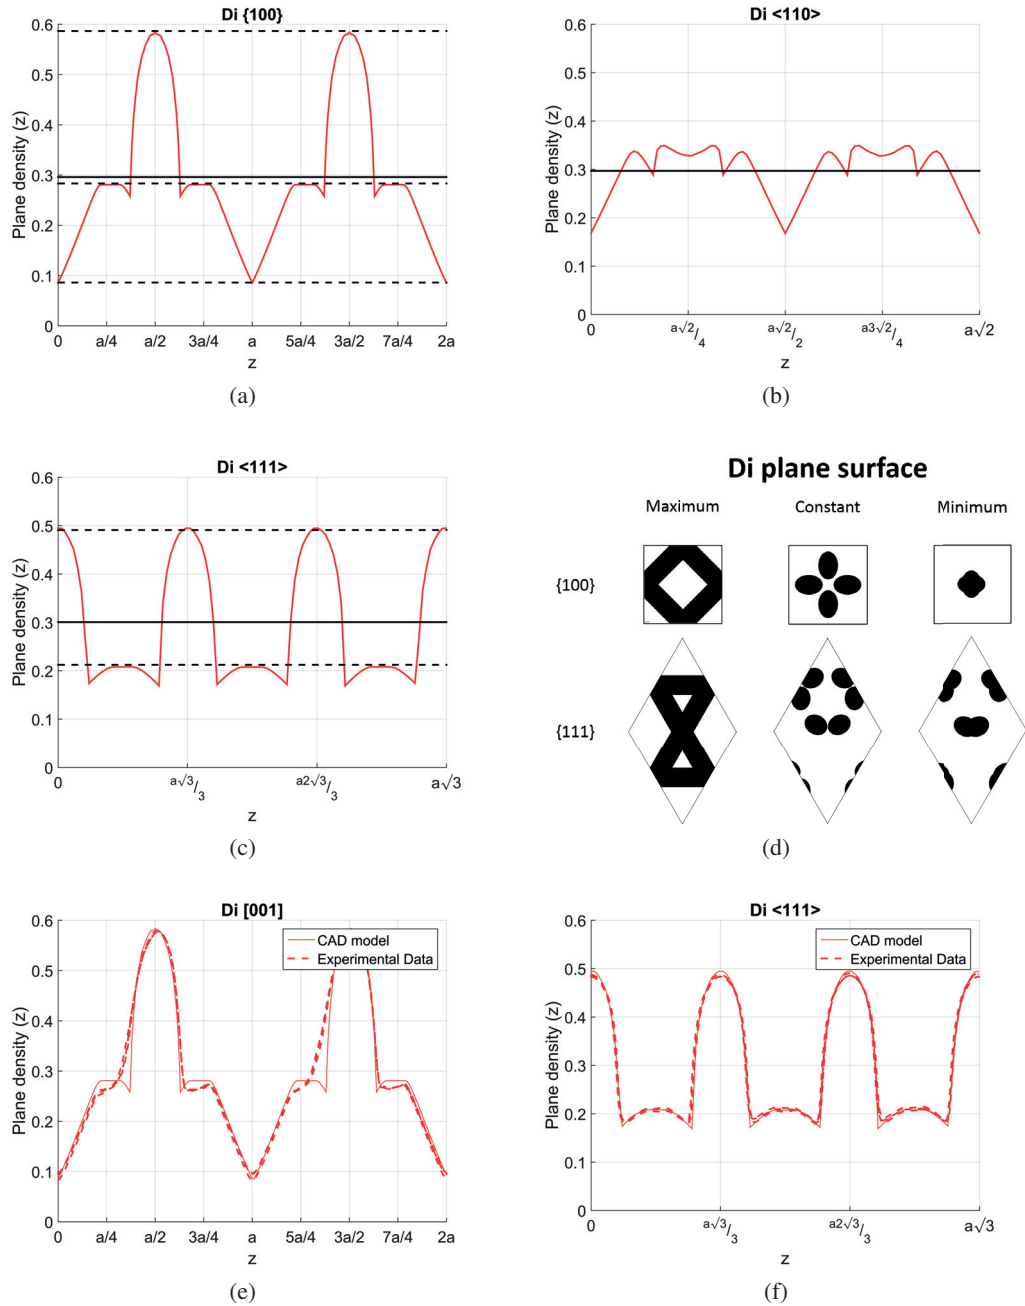 Di {100}
Plane density (z)
0.6
0.5
0.4
0.3
0.2
0.1
0
0 a/4 a/2 3a/4 a 5a/4 3a/2 7a/4 2a
z
(a)
Di <110>
Plane density (z)
0.6
0.5
0.4
0.3
0.2
0.1
0
0 a√2/4 a√2/2 a3√2/4 a√2
z
(b)
Di <111>
Plane density (z)
0.6
0.5
0.4
0.3
0.2
0.1
0
0 a√3/3 a2√3/3 a√3
z
(c)
Di plane surface
Maximum Constant Minimum
{100}
{111}
(d)
Di [001]
CAD model
Experimental Data
Plane density (z)
0.6
0.5
0.4
0.3
0.2
0.1
0
0 a/4 a/2 3a/4 a 5a/4 3a/2 7a/4 2a
z
(e)
Di <111>
CAD model
Experimental Data
Plane density (z)
0.6
0.5
0.4
0.3
0.2
0.1
0
0 a√3/3 a2√3/3 a√3
z
(f)